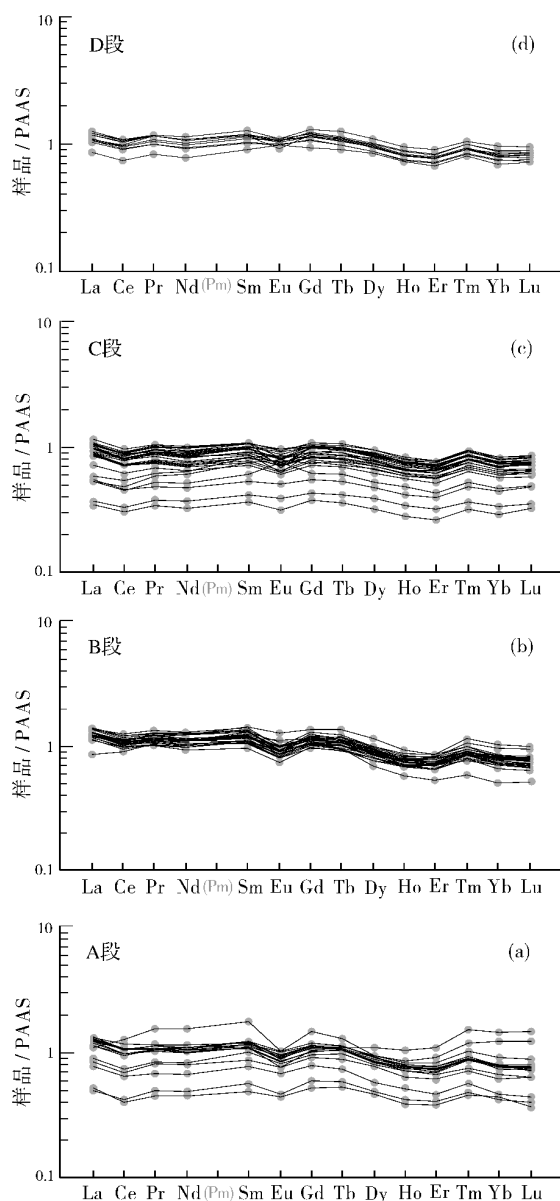 10
D段
(d)
1
样品/PAAS
0.1
La Ce Pr Nd (Pm) Sm Eu Gd Tb Dy Ho Er Tm Yb Lu
10
C段
(c)
1
样品/PAAS
0.1
La Ce Pr Nd (Pm) Sm Eu Gd Tb Dy Ho Er Tm Yb Lu
10
B段
(b)
1
样品/PAAS
0.1
La Ce Pr Nd (Pm) Sm Eu Gd Tb Dy Ho Er Tm Yb Lu
10
A段
(a)
1
样品/PAAS
0.1
La Ce Pr Nd (Pm) Sm Eu Gd Tb Dy Ho Er Tm Yb Lu